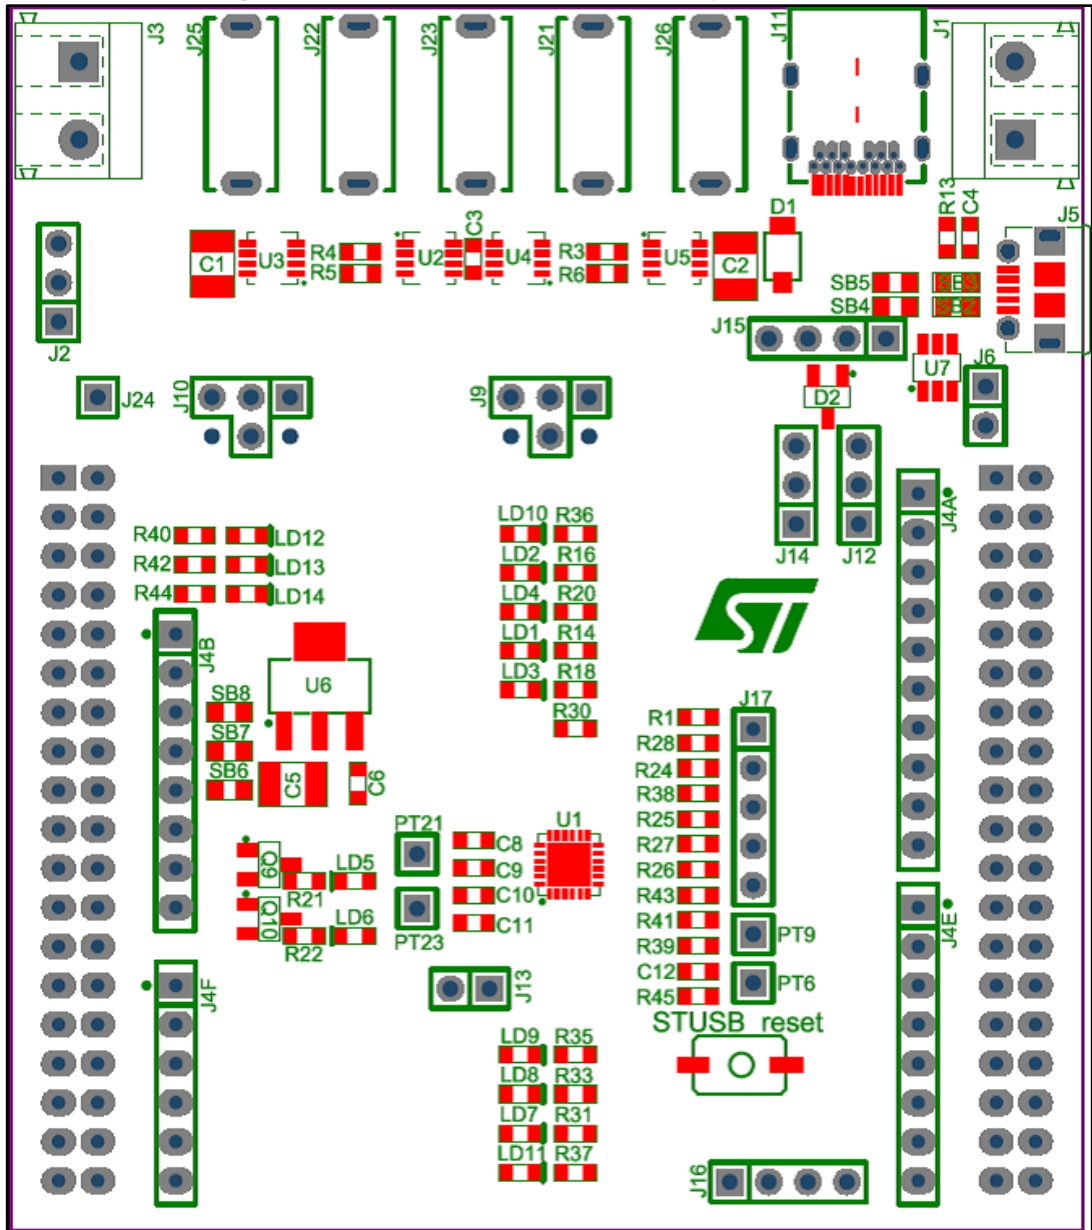 J3
J25
J22
J23
J21
J26
J11
J1
R13
C4
J5
D1
C3
C1
U3
R4
R5
U2
U4
R3
R6
U5
C2
SB5
SB3
SB4
SB2
J2
J15
J24
J10
J9
D2
U7
J6
J14
J12
J4A
R40
LD12
R42
LD13
R44
LD14
LD10
R36
LD2
R16
LD4
R20
LD1
R14
LD3
R18
R30
ST
J4B
U6
SB8
SB7
SB6
C5
C6
J17
R1
R28
R24
R38
R25
R27
R26
R43
R41
R39
C12
R45
PT21
C8
C9
C10
C11
U1
PT23
Q9
R21
LD5
Q10
R22
LD6
PT9
PT6
J4E
J4F
J13
STUSB reset
LD9
R35
LD8
R33
LD7
R31
LD11
R37
J16